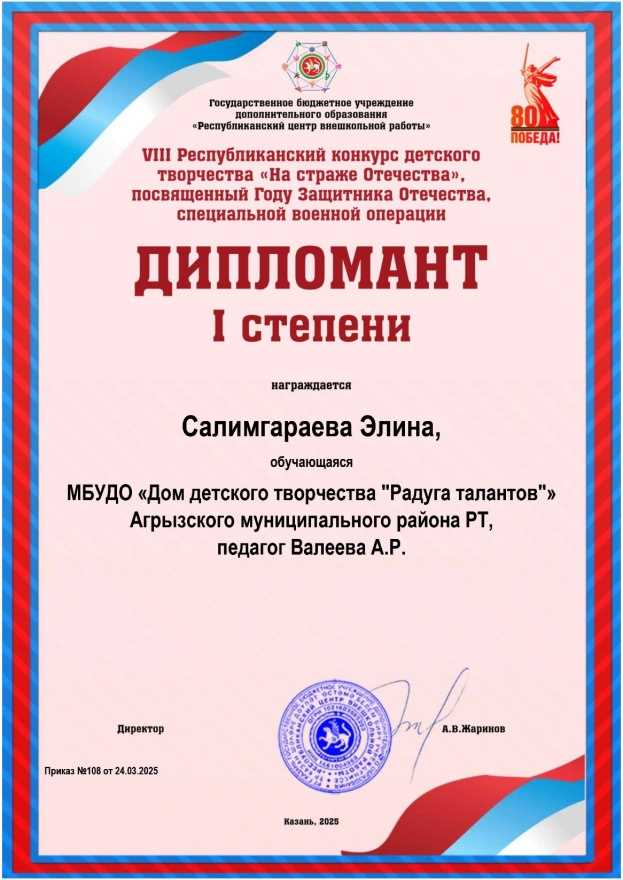 Государственное бюджетное учреждение
дополнительного образования
«Республиканский центр внешкольной работы»
80
ПОБЕДА!
VIII Республиканский конкурс детского
творчества «На страже Отечества»,
посвященный Году Защитника Отечества,
специальной военной операции
ДИПЛОМАНТ
I степени
награждается
Салимгараева Элина,
обучающаяся
МБУДО «Дом детского творчества "Радуга талантов"»
Агрызского муниципального района РТ,
педагог Валеева А.Р.
Директор
А.В.Жаринов
Приказ №108 от 24.03.2025
Казань, 2025